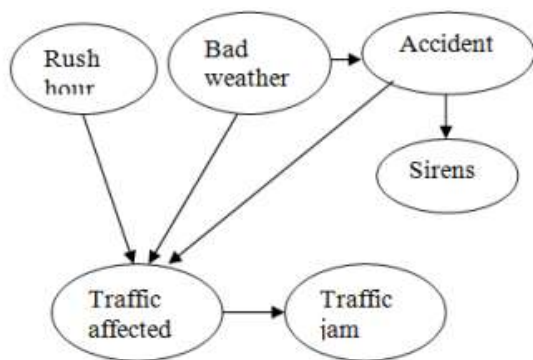 Rush
hour
Bad
weather
Accident
Sirens
Traffic
affected
Traffic
jam